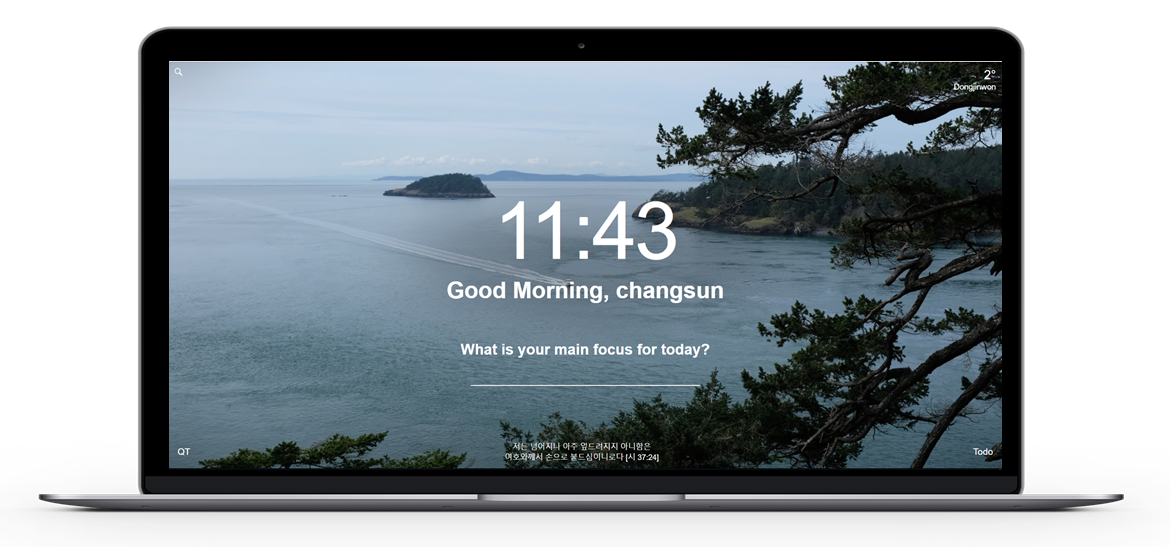 2°
Dongjinwon
11:43
Good Morning, changsun
What is your main focus for today?
저는 넘어지나 아주 엎드러지지 아니함은
여호와께서 손으로 붙드심이니로다 [시 37:24]
QT
Todo